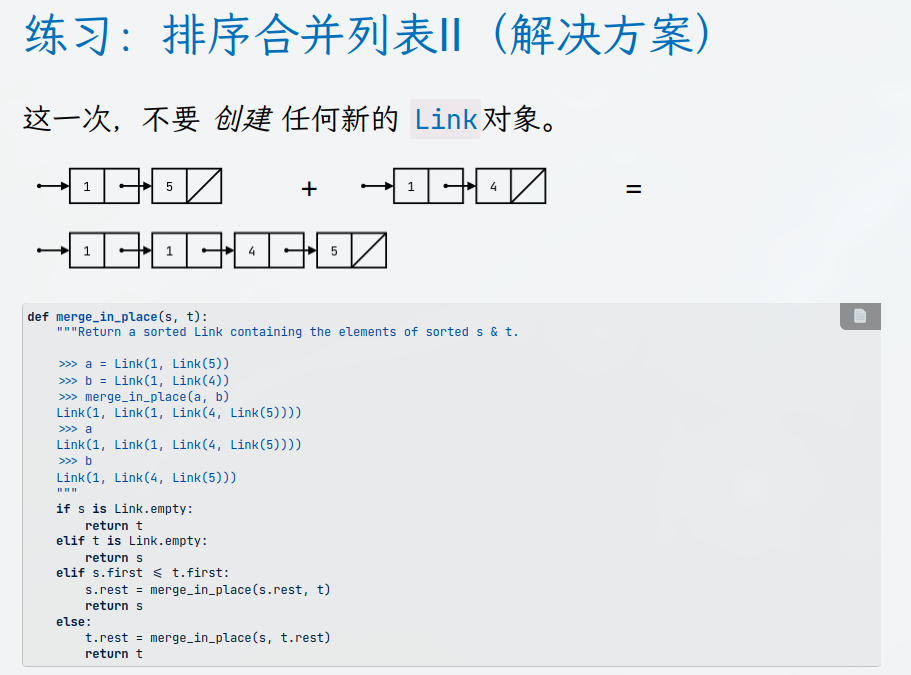 练习：排序合并列表II（解决方案）
这一次，不要 创建 任何新的 Link对象。
1 5 + 1 4 =
1 1 4 5
def merge_in_place(s, t):
    """Return a sorted Link containing the elements of sorted s & t.
    >>> a = Link(1, Link(5))
    >>> b = Link(1, Link(4))
    >>> merge_in_place(a, b)
    Link(1, Link(1, Link(4, Link(5))))
    >>> a
    Link(1, Link(1, Link(4, Link(5))))
    >>> b
    Link(1, Link(4, Link(5)))
    """
    if s is Link.empty:
        return t
    elif t is Link.empty:
        return s
    elif s.first ⩽ t.first:
        s.rest = merge_in_place(s.rest, t)
        return s
    else:
        t.rest = merge_in_place(s, t.rest)
        return t